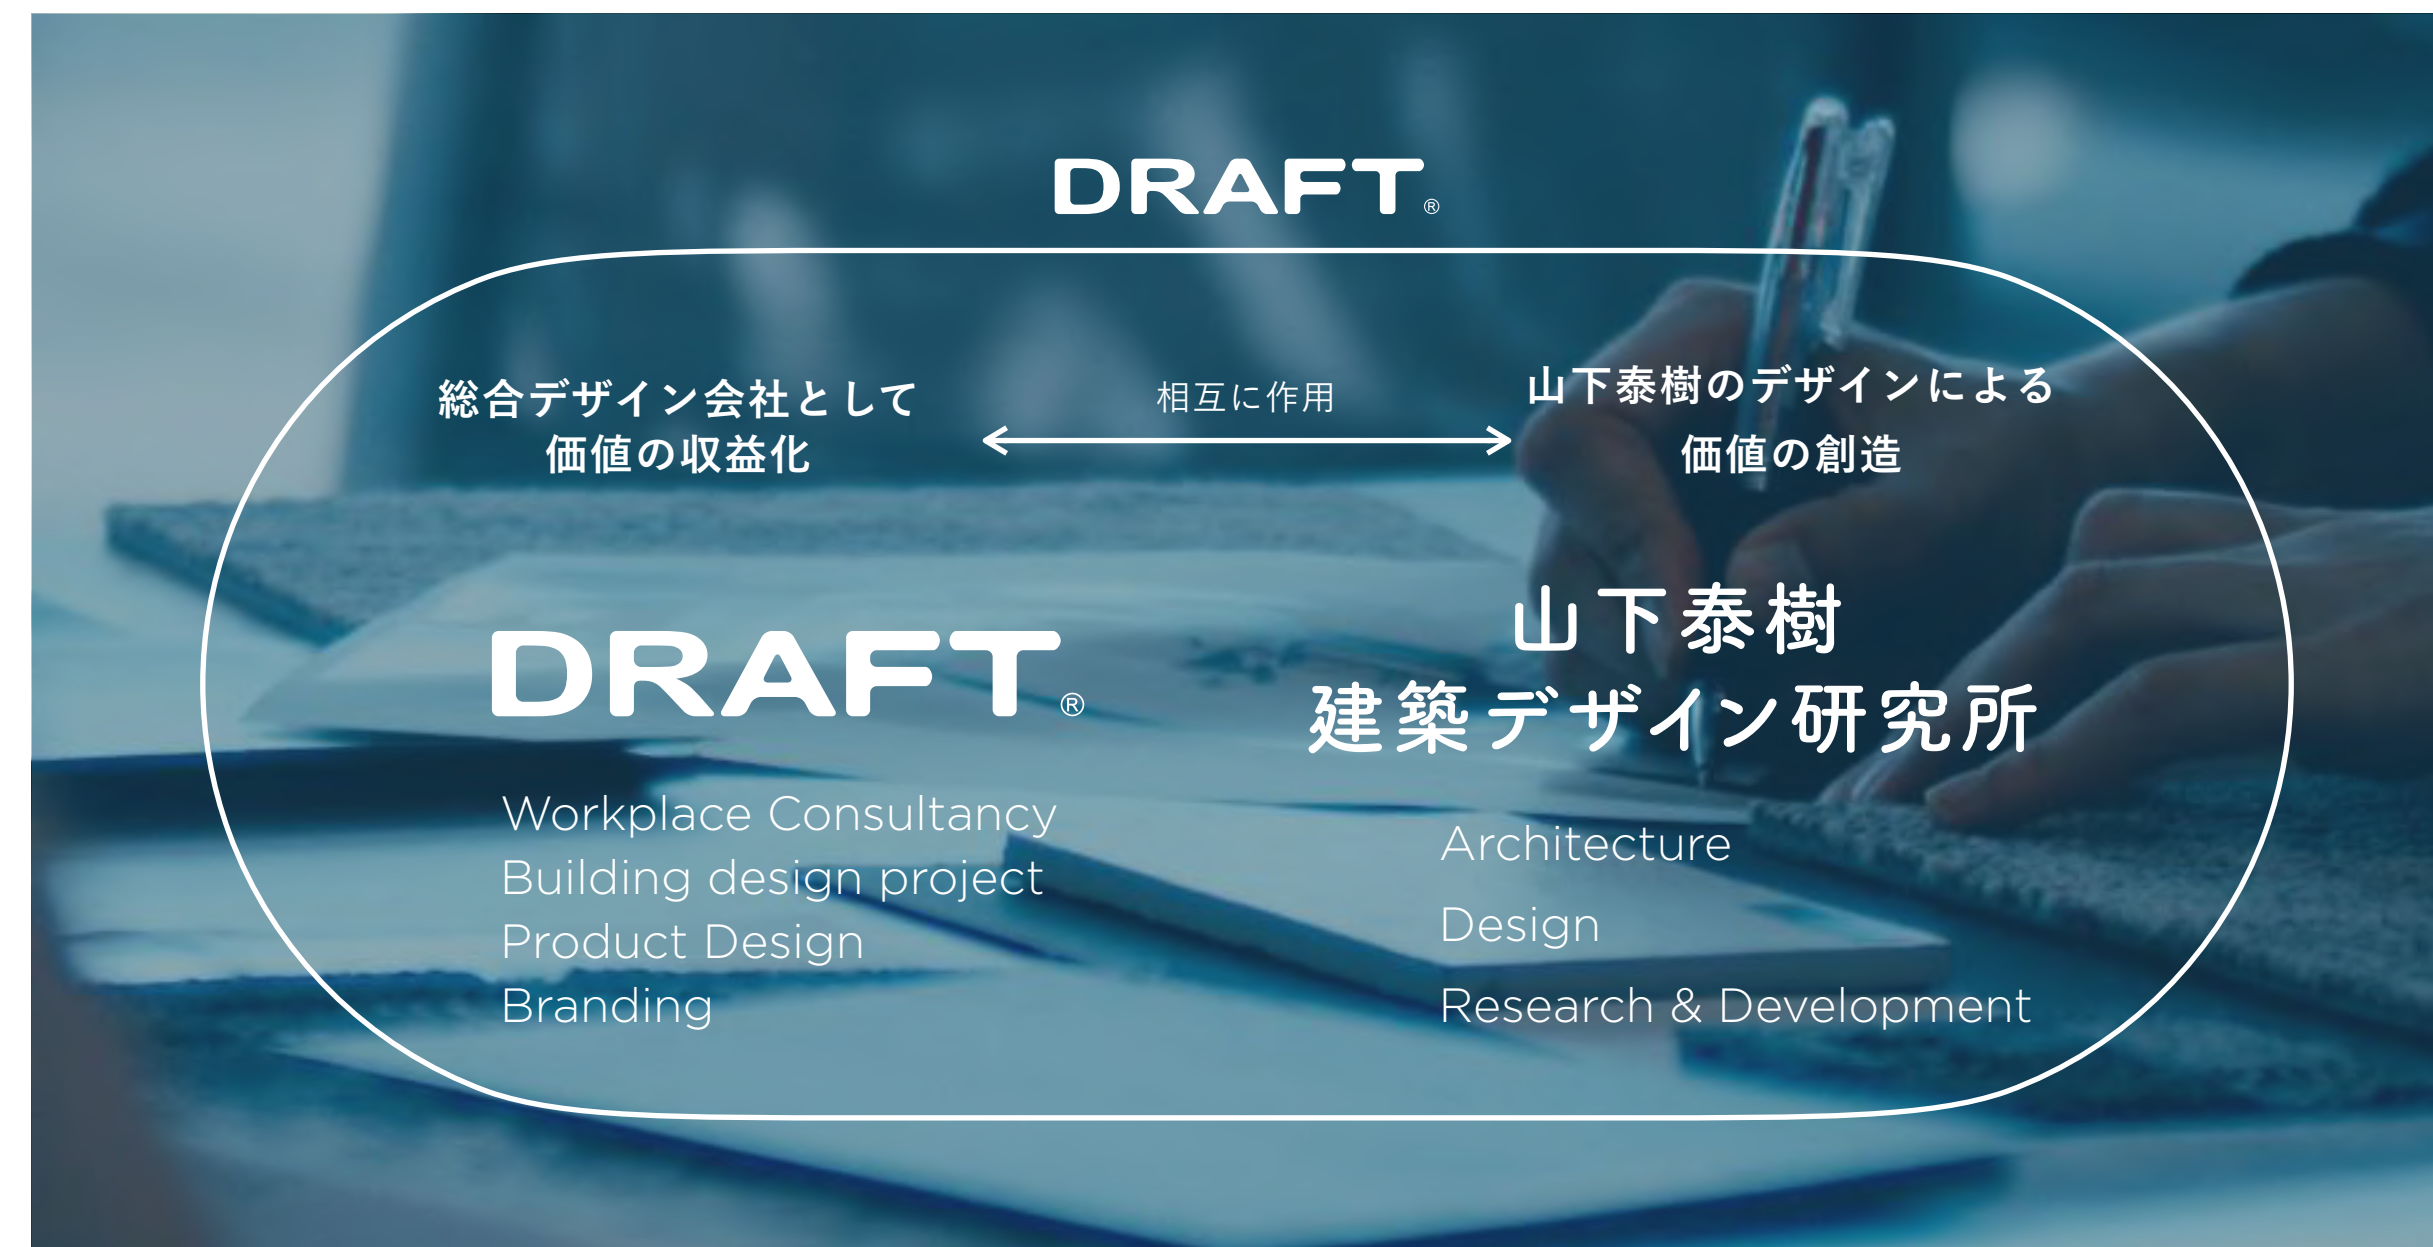 DRAFT®
総合デザイン会社として
価値の収益化
相互に作用
山下泰樹のデザインによる
価値の創造
DRAFT®
Workplace Consultancy
Building design project
Product Design
Branding
山下泰樹
建築デザイン研究所
Architecture
Design
Research & Development